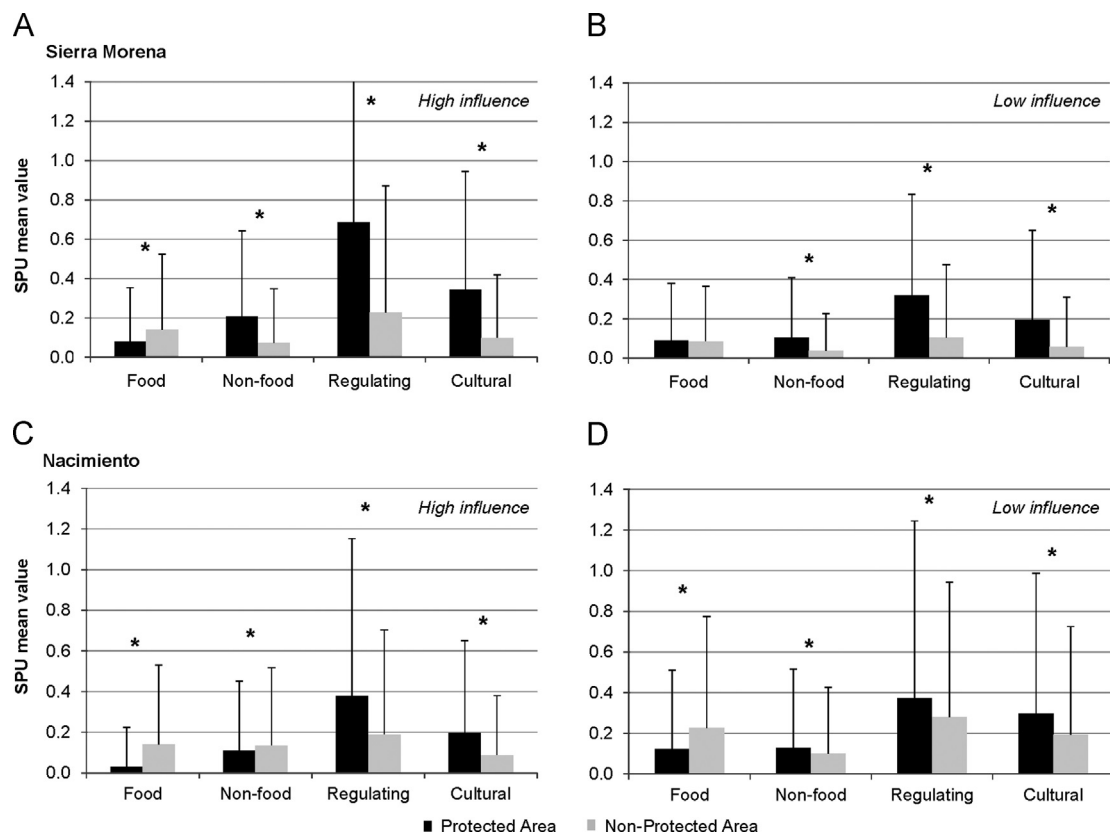 A
Sierra Morena
High influence
SPU mean value
1.4
1.2
1.0
0.8
0.6
0.4
0.2
0.0
* * * *
Food Non-food Regulating Cultural
B
Low influence
1.4
1.2
1.0
0.8
0.6
0.4
0.2
0.0
* * *
Food Non-food Regulating Cultural
C
Nacimiento
High influence
SPU mean value
1.4
1.2
1.0
0.8
0.6
0.4
0.2
0.0
* * * *
Food Non-food Regulating Cultural
D
Low influence
1.4
1.2
1.0
0.8
0.6
0.4
0.2
0.0
* * * *
Food Non-food Regulating Cultural
Protected Area Non-Protected Area